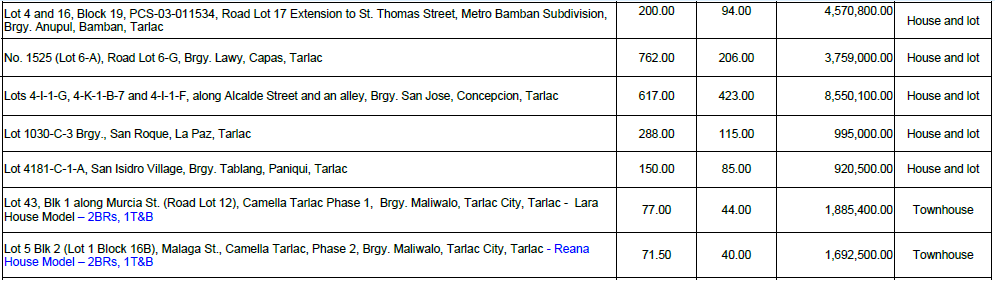 Lot 4 and 16, Block 19, PCS-03-011534, Road Lot 17 Extension to St. Thomas Street, Metro Bamban Subdivision, 200.00 94.00 4,570,800.00 House and lot
Brgy. Anupul, Bamban, Tarlac
No. 1525 (Lot 6-A), Road Lot 6-G, Brgy. Lawy, Capas, Tarlac 762.00 206.00 3,759,000.00 House and lot
Lots 4-I-1-G, 4-K-1-B-7 and 4-I-1-F, along Alcalde Street and an alley, Brgy. San Jose, Concepcion, Tarlac 617.00 423.00 8,550,100.00 House and lot
Lot 1030-C-3 Brgy., San Roque, La Paz, Tarlac 288.00 115.00 995,000.00 House and lot
Lot 4181-C-1-A, San Isidro Village, Brgy. Tablang, Paniqui, Tarlac 150.00 85.00 920,500.00 House and lot
Lot 43, Blk 1 along Murcia St. (Road Lot 12), Camella Tarlac Phase 1,  Brgy. Maliwalo, Tarlac City, Tarlac -  Lara 77.00 44.00 1,885,400.00 Townhouse
House Model – 2BRs, 1T&B
Lot 5 Blk 2 (Lot 1 Block 16B), Malaga St., Camella Tarlac, Phase 2, Brgy. Maliwalo, Tarlac City, Tarlac - Reana 71.50 40.00 1,692,500.00 Townhouse
House Model – 2BRs, 1T&B